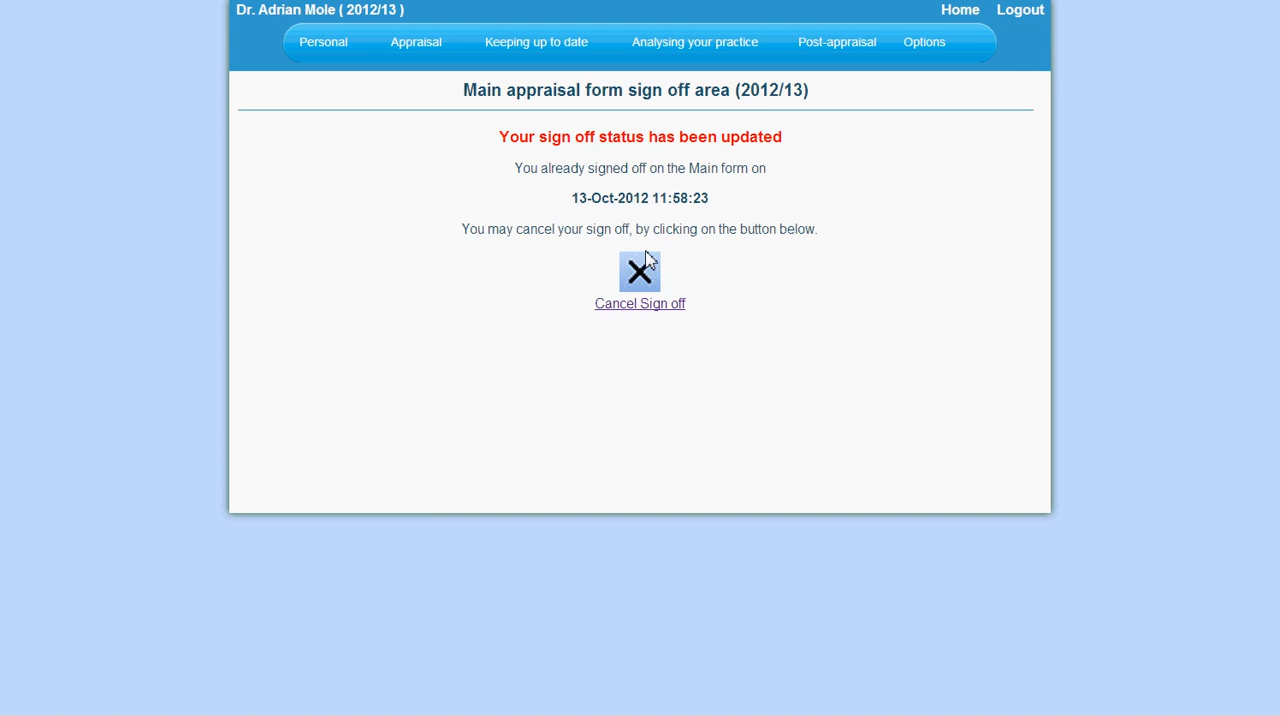 Dr. Adrian Mole ( 2012/13 )
Home Logout
Personal Appraisal Keeping up to date Analysing your practice Post-appraisal Options
Main appraisal form sign off area (2012/13)
Your sign off status has been updated
You already signed off on the Main form on
13-Oct-2012 11:58:23
You may cancel your sign off, by clicking on the button below.
Cancel Sign off